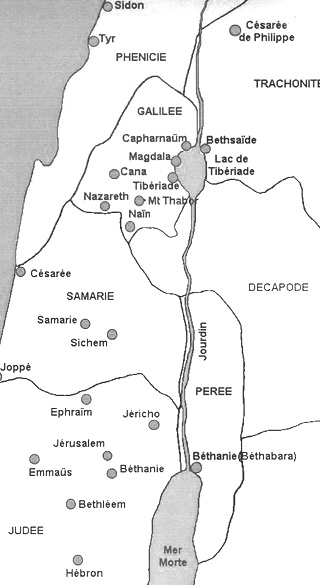 Sidon
Césarée
de Philippe
Tyr
PHENICIE
TRACHONITE
GALILEE
Capharnaüm
Bethsaïde
Magdala
Lac de
Tibériade
Cana
Tibériade
Nazareth
Mt Thabor
Naïn
Césarée
DECAPODE
SAMARIE
Samarie
Sichem
Jourdin
Joppé
PEREE
Ephraïm
Jéricho
Jérusalem
Béthanie(Béthabara)
Emmaüs
Béthanie
Bethléem
JUDEE
Mer
Morte
Hébron